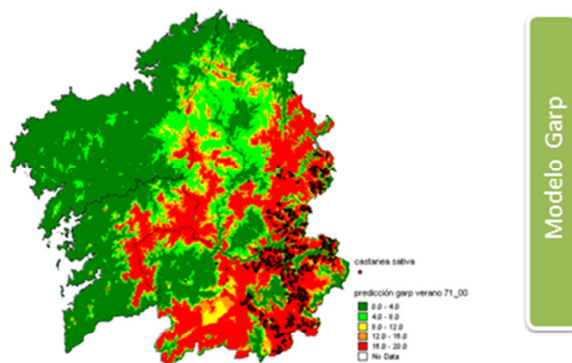 Modelo Garp
castanea sativa
predicción garp verano 71_00
0.0 - 4.0
4.0 - 8.0
8.0 - 12.0
12.0 - 16.0
16.0 - 20.0
No Data